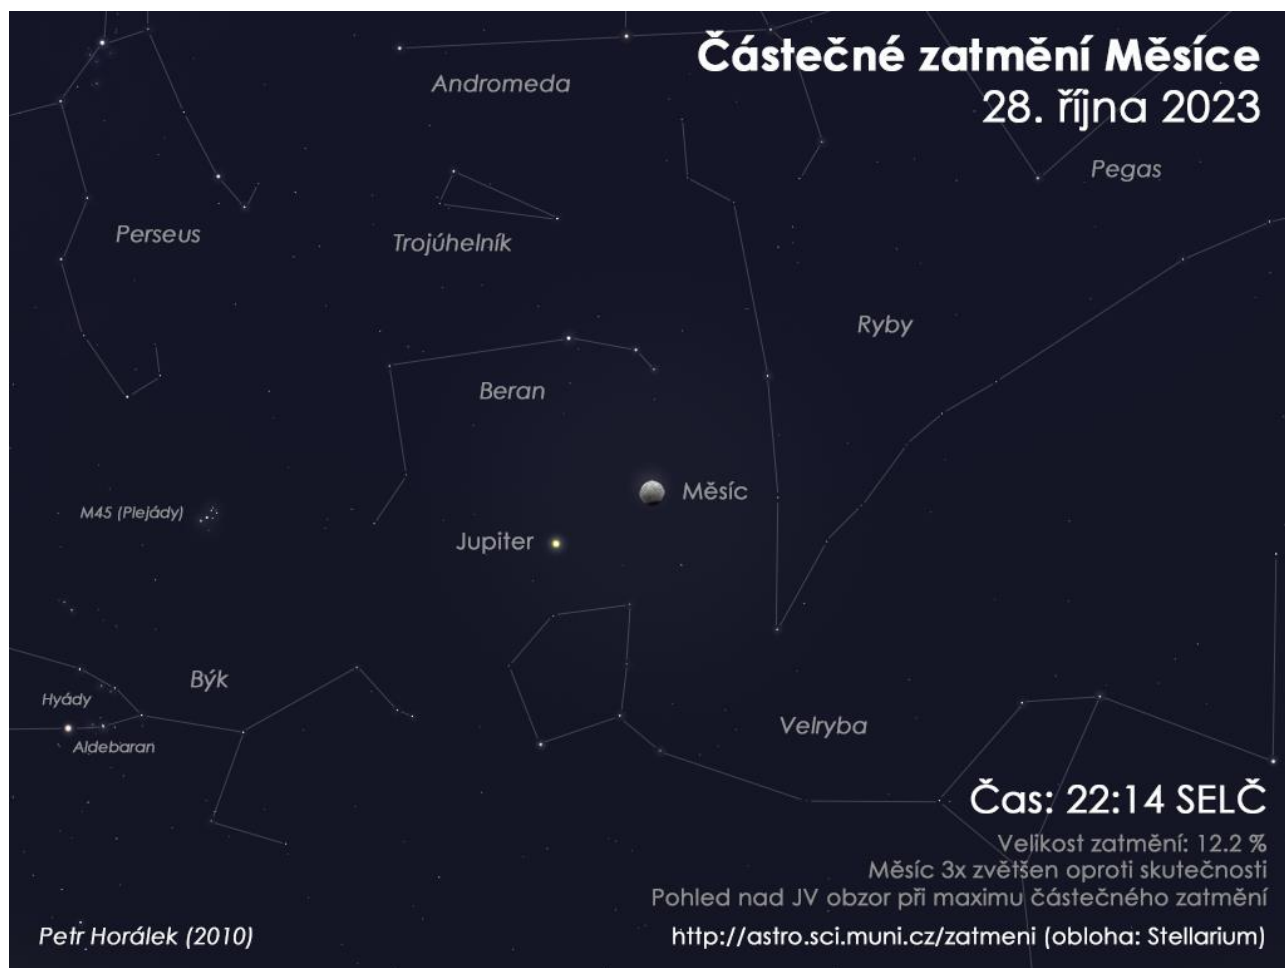 Částečné zatmění Měsíce
28. října 2023
Andromeda
Pegas
Perseus
Trojúhelník
Ryby
Beran
Měsíc
M45 (Plejády)
Jupiter
Býk
Hyády
Aldebaran
Velryba
Čas: 22:14 SELČ
Velikost zatmění: 12.2 %
Měsíc 3x zvětšen oproti skutečnosti
Pohled nad JV obzor při maximu částečného zatmění
Petr Horálek (2010)
http://astro.sci.muni.cz/zatmeni (obloha: Stellarium)